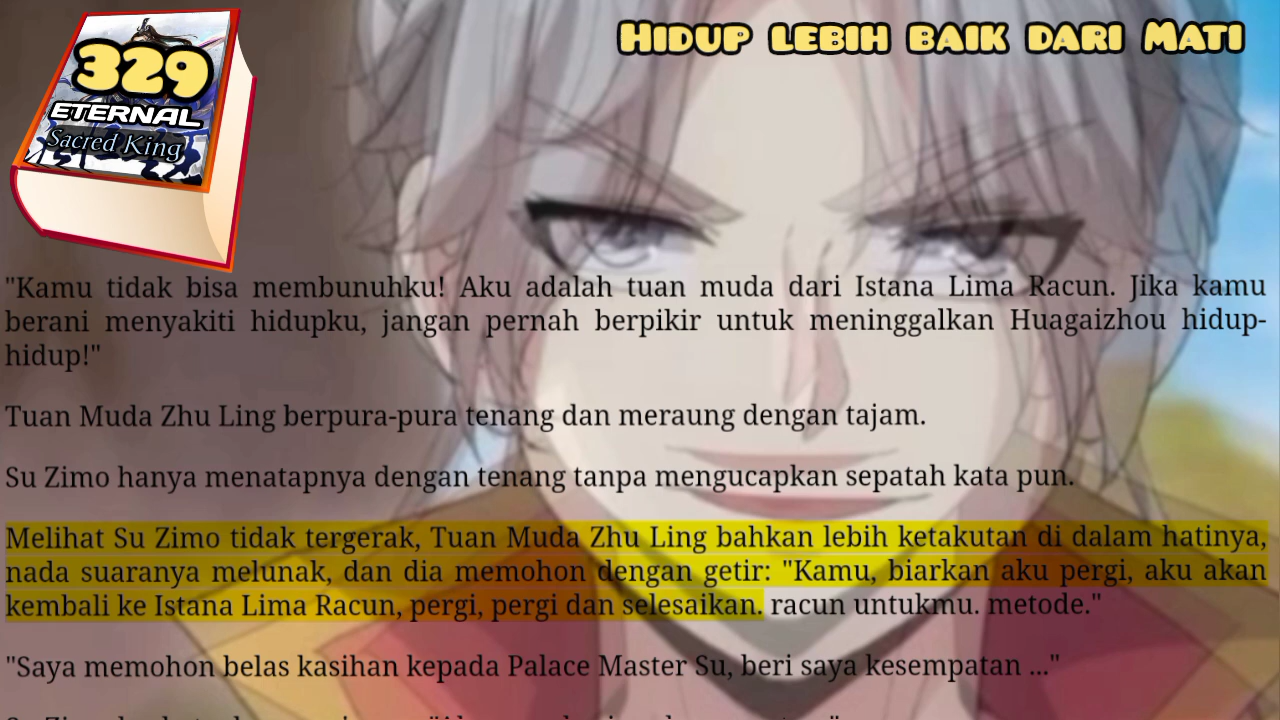 Hidup lebih baik dari Mati
329
ETERNAL
Sacred King
"Kamu tidak bisa membunuhku! Aku adalah tuan muda dari Istana Lima Racun. Jika kamu
berani menyakiti hidupku, jangan pernah berpikir untuk meninggalkan Huagaizhou hidup-
hidup!"
Tuan Muda Zhu Ling berpura-pura tenang dan meraung dengan tajam.
Su Zimo hanya menatapnya dengan tenang tanpa mengucapkan sepatah kata pun.
Melihat Su Zimo tidak tergerak, Tuan Muda Zhu Ling bahkan lebih ketakutan di dalam hatinya,
nada suaranya melunak, dan dia memohon dengan getir: "Kamu, biarkan aku pergi, aku akan
kembali ke Istana Lima Racun, pergi, pergi dan selesaikan. racun untukmu. metode."
"Saya memohon belas kasihan kepada Palace Master Su, beri saya kesempatan ..."